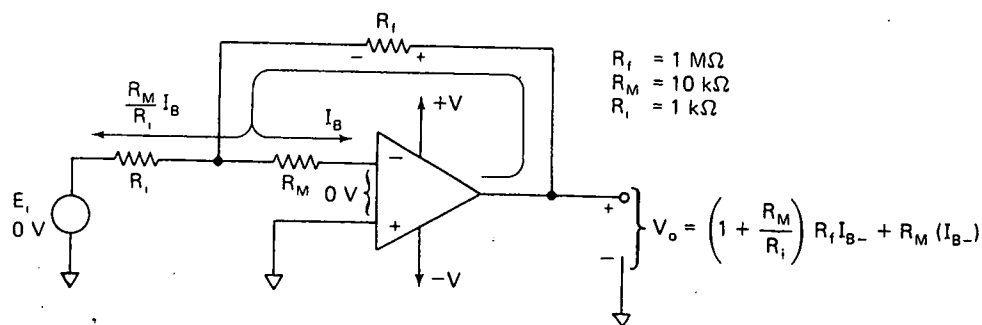 R_f
− +
R_f = 1 MΩ
R_M = 10 kΩ
R_i = 1 kΩ
R_M/R_i I_B
I_B
+V
R_i
R_M
−
0 V
+
E_i
0 V
−V
+
−
V_o = (1 + R_M/R_i) R_f I_B− + R_M (I_B−)